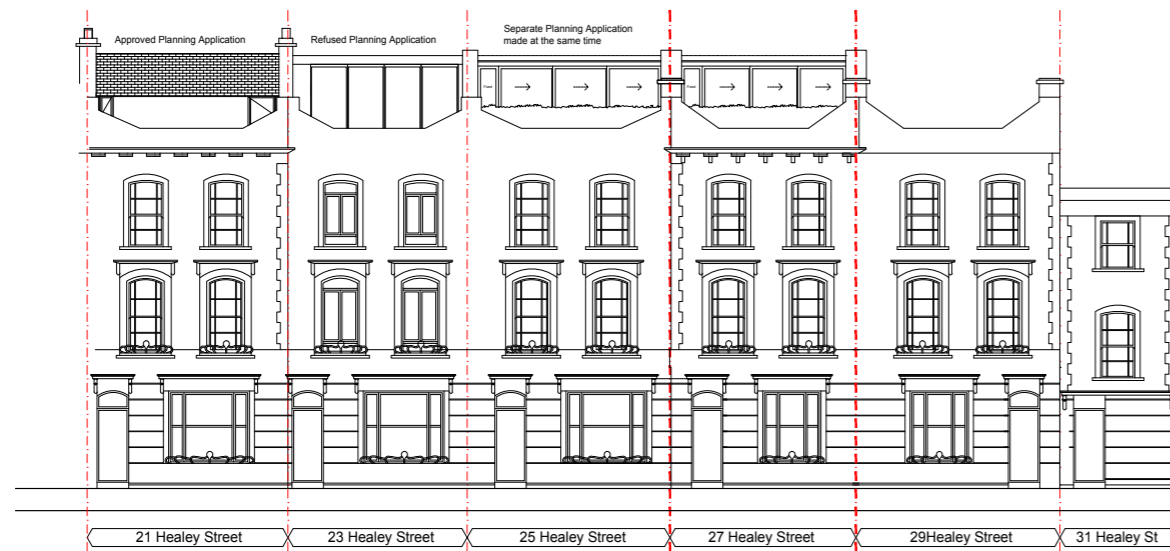 Approved Planning Application
Refused Planning Application
Separate Planning Application
made at the same time
Fixed
21 Healey Street
23 Healey Street
25 Healey Street
27 Healey Street
29Healey Street
31 Healey St